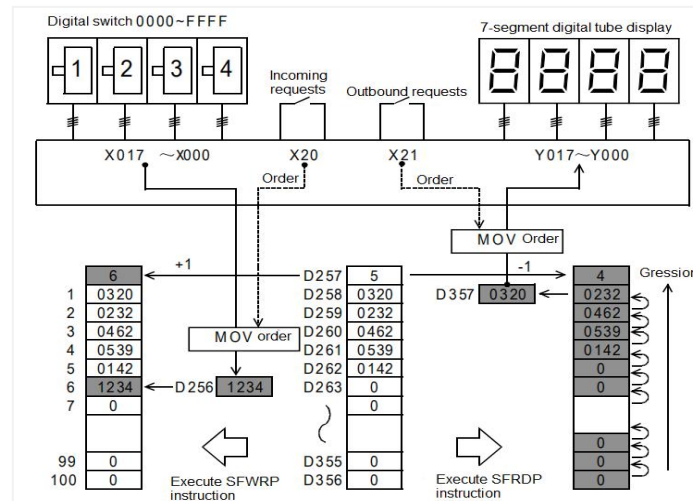 Digital switch 0000~FFFF
7-segment digital tube display
1 2 3 4
8 8 8 8
Incoming
requests
Outbound requests
X017 ~X000
X20
X21
Y017~Y000
Order
Order
MOV Order
+1
-1
Gression
6
D257 5
4
1 0320
D258 0320
D357 0320
0232
2 0232
D259 0232
0462
3 0462
D260 0462
0539
MOV order
4 0539
D261 0539
0142
5 0142
D262 0142
0
6 1234
D256 1234
D263 0
0
7 0
0
0
99 0
D355 0
0
100 0
D356 0
0
Execute SFWRP
instruction
Execute SFRDP
instruction